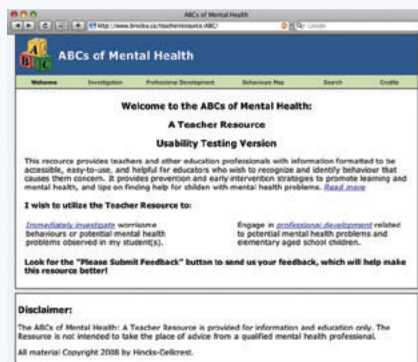 ABCs of Mental Health
http://www.brocku.ca/teacherresource/ABC/
Google
A B C
ABCs of Mental Health
Welcome Investigation Professional Development Behaviours Map Search Credits
Welcome to the ABCs of Mental Health:
A Teacher Resource
Usability Testing Version
This resource provides teachers and other education professionals with information formatted to be
accessible, easy-to-use, and helpful for educators who wish to recognize and identify behaviour that
causes them concern. It provides prevention and early intervention strategies to promote learning and
mental health, and tips on finding help for children with mental health problems. Read more
I wish to utilize the Teacher Resource to:
Immediately investigate worrisome
behaviours or potential mental health
problems observed in my student(s).
Engage in professional development related
to potential mental health problems and
elementary aged school children.
Look for the "Please Submit Feedback" button to send us your feedback, which will help make
this resource better!
Disclaimer:
The ABCs of Mental Health: A Teacher Resource is provided for information and education only. The
Resource is not intended to take the place of advice from a qualified mental health professional.
All material Copyright 2008 by Hincks-Dellcrest.